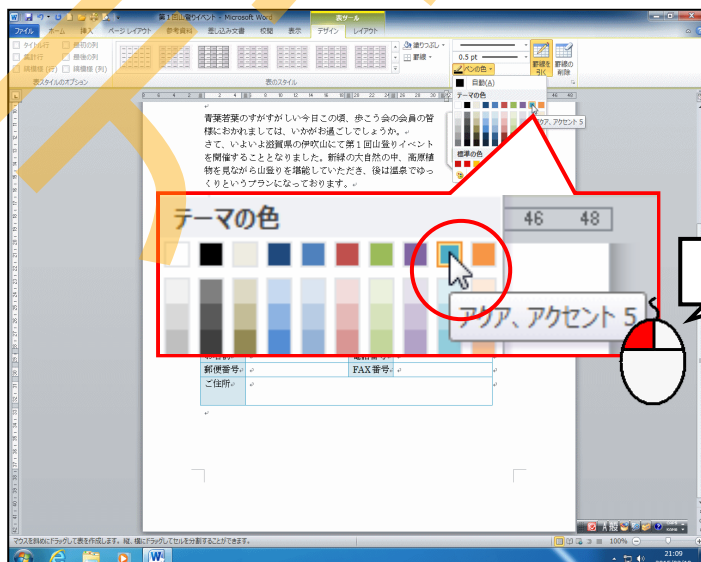 第1回山登りイベント - Microsoft Word
表ツール
ファイル ホーム 挿入 ページ レイアウト 参考資料 差し込み文書 校閲 表示 デザイン レイアウト
タイトル行 最初の列
集計行 最後の列
縞模様 (行) 縞模様 (列)
表スタイルのオプション
表のスタイル
塗りつぶし
罫線
0.5 pt
ペンの色
罫線を引く
罫線の削除
自動(A)
テーマの色
アクア、アクセント 5
標準の色
青葉若葉のすがすがしい今日この頃、歩こう会の会員の皆
様におかれましては、いかがお過ごしでしょうか。
さて、いよいよ滋賀県の伊吹山にて第1回山登りイベント
を開催することとなりました。新緑の大自然の中、高原植
物を見ながら山登りを堪能していただき、後は温泉でゆっ
くりというプランになっております。
テーマの色
46 48
アクア、アクセント 5
郵便番号 FAX番号
ご住所
マウスを斜めにドラッグして表を作成します。縦、横にドラッグしてセルを分割することができます。
100%
21:09